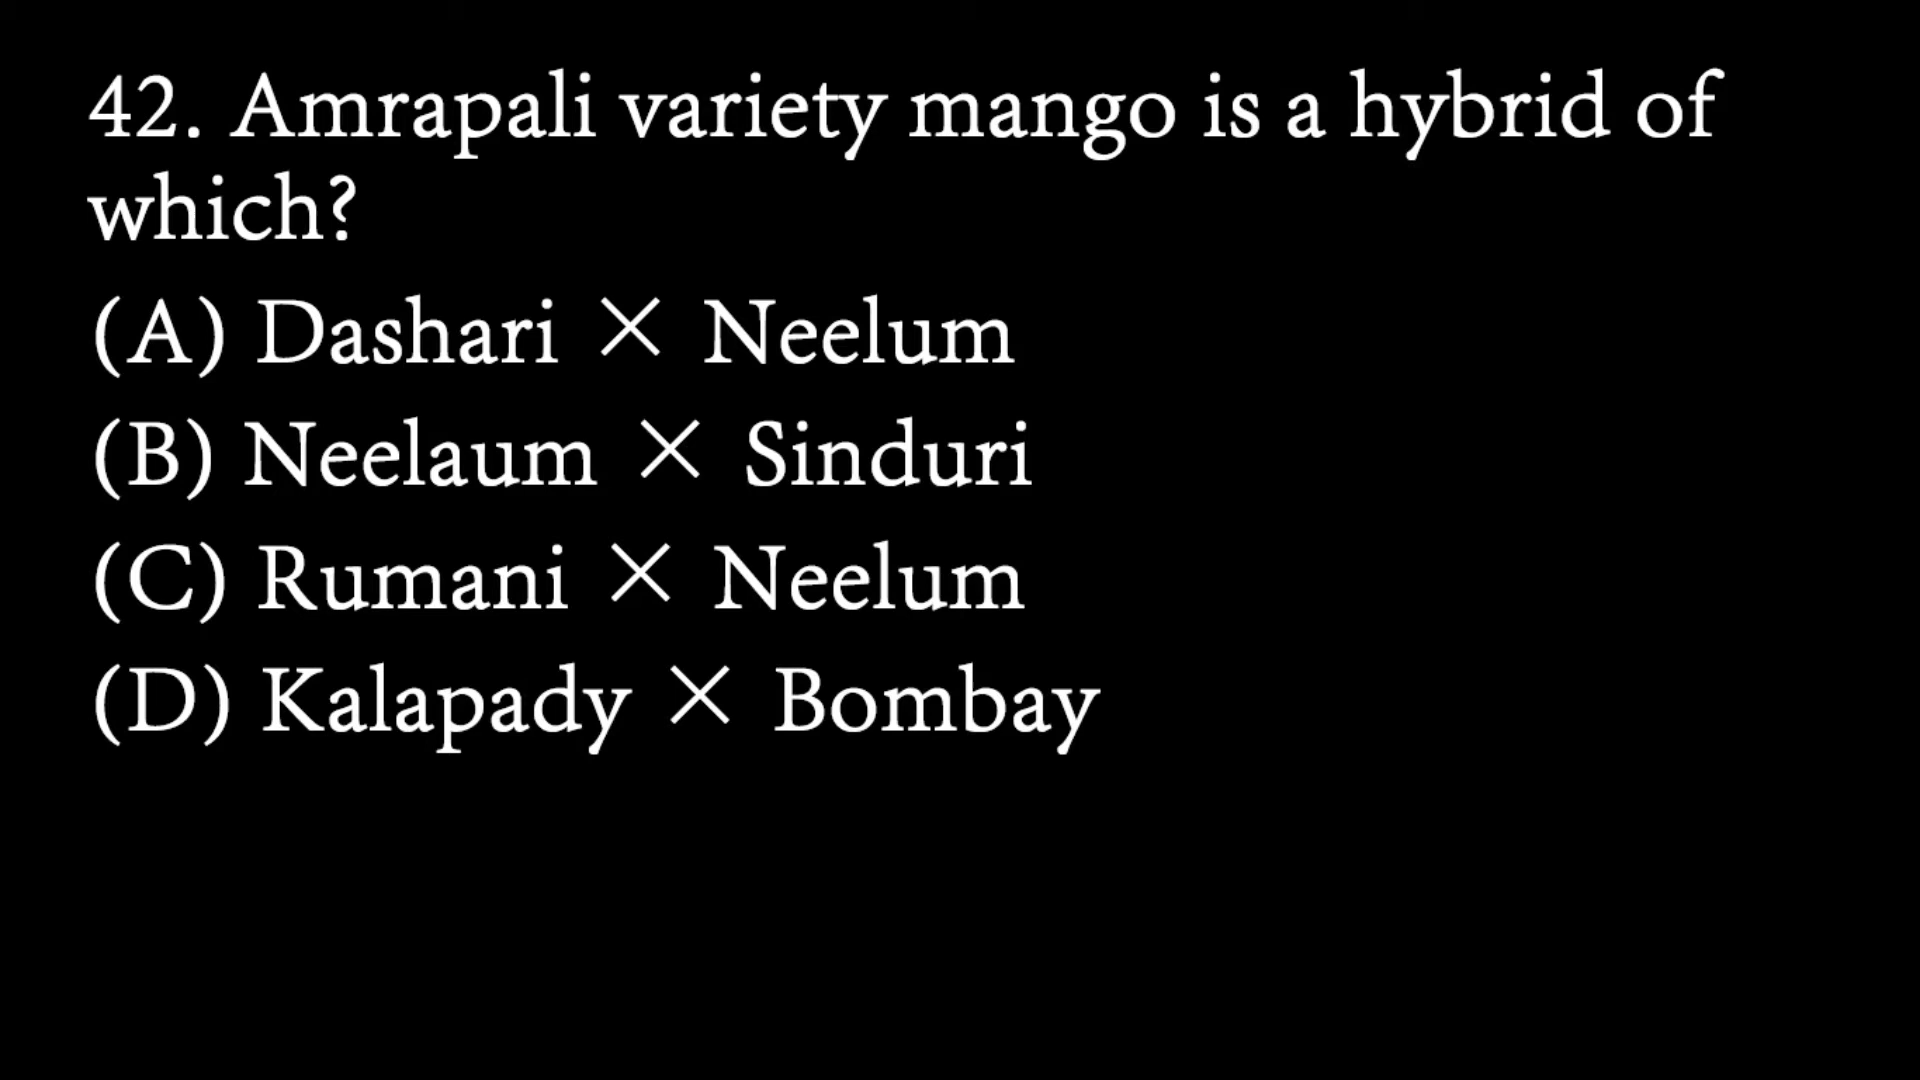 42. Amrapali variety mango is a hybrid of
which?
(A) Dashari × Neelum
(B) Neelaum × Sinduri
(C) Rumani × Neelum
(D) Kalapady × Bombay